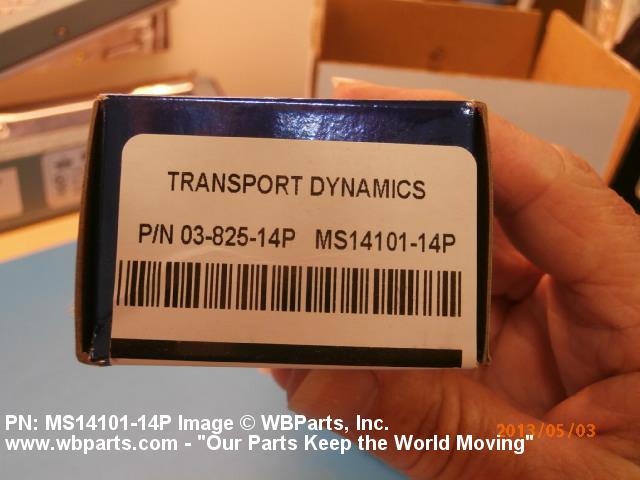 TRANSPORT DYNAMICS
P/N 03-825-14P MS14101-14P
PN: MS14101-14P Image © WBParts, Inc.
2013/05/03
www.wbparts.com - "Our Parts Keep the World Moving"